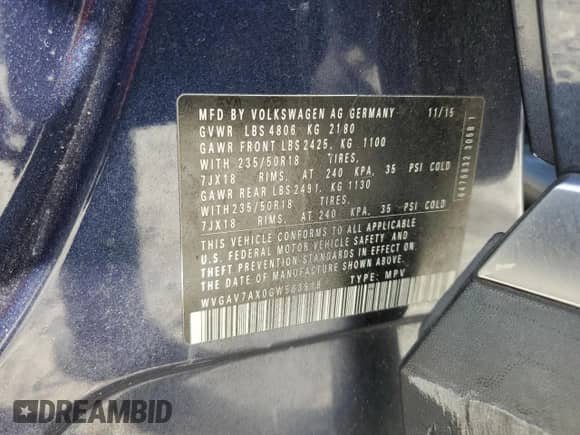 MFD BY VOLKSWAGEN AG GERMANY 11/15
GVWR LBS 4806 KG 2180
GAWR FRONT LBS 2425, KG 1100
WITH 235/50R18 TIRES,
7JX18 RIMS, AT 240 KPA, 35 PSI COLD
GAWR REAR LBS 2491, KG 1130
WITH 235/50R18 TIRES,
7JX18 RIMS, AT 240 KPA, 35 PSI COLD
THIS VEHICLE CONFORMS TO ALL APPLICABLE
U.S. FEDERAL MOTOR VEHICLE SAFETY AND
THEFT PREVENTION STANDARDS IN EFFECT ON
THE DATE OF MANUFACTURE SHOWN ABOVE
TYPE: MPV
DREAMBID